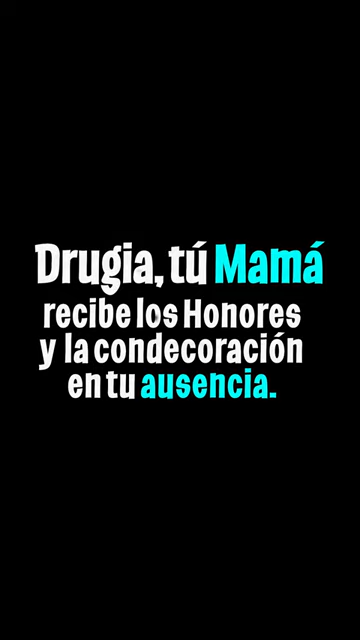 Drugia, tú Mamá
recibe los Honores
y la condecoración
en tu ausencia.